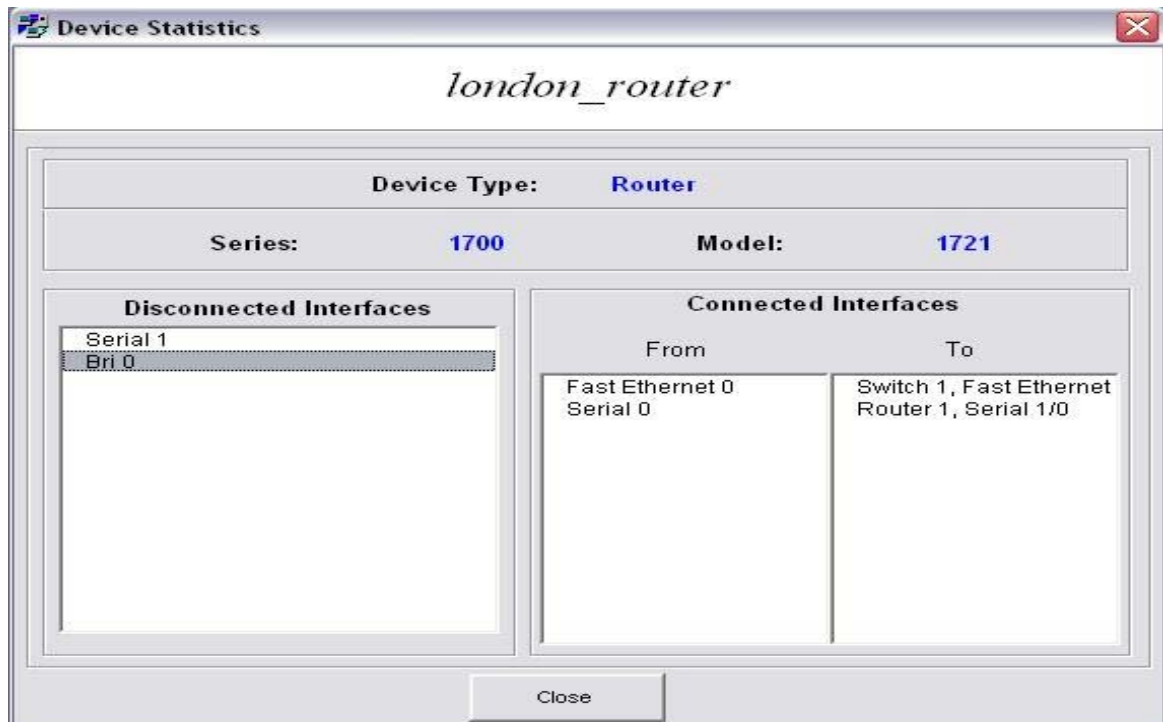 Device Statistics
london_router
Device Type: Router
Series: 1700 Model: 1721
Disconnected Interfaces
Serial 1
Bri 0
Connected Interfaces
From To
Fast Ethernet 0 Switch 1, Fast Ethernet
Serial 0 Router 1, Serial 1/0
Close